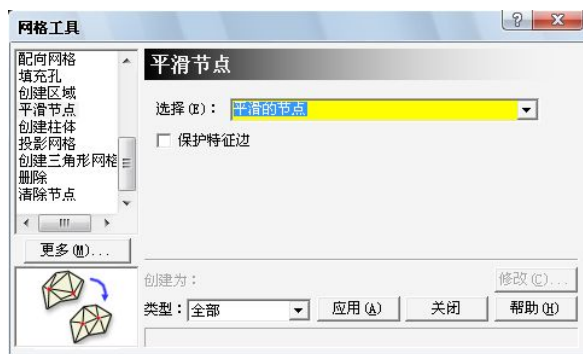 网格工具
配向网格
填充孔
创建区域
平滑节点
创建柱体
投影网格
创建三角形网格
删除
清除节点
更多(M)...
平滑节点
选择(E)： 平滑的节点
保护特征边
创建为：
修改(C)...
类型： 全部
应用(A)
关闭
帮助(H)